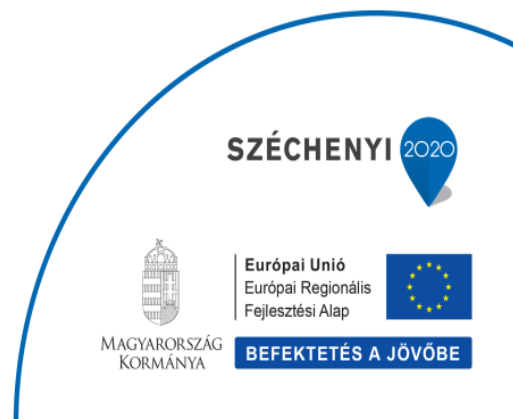 SZÉCHENYI 2020
Európai Unió
Európai Regionális
Fejlesztési Alap
MAGYARORSZÁG
KORMÁNYA
BEFEKTETÉS A JÖVŐBE